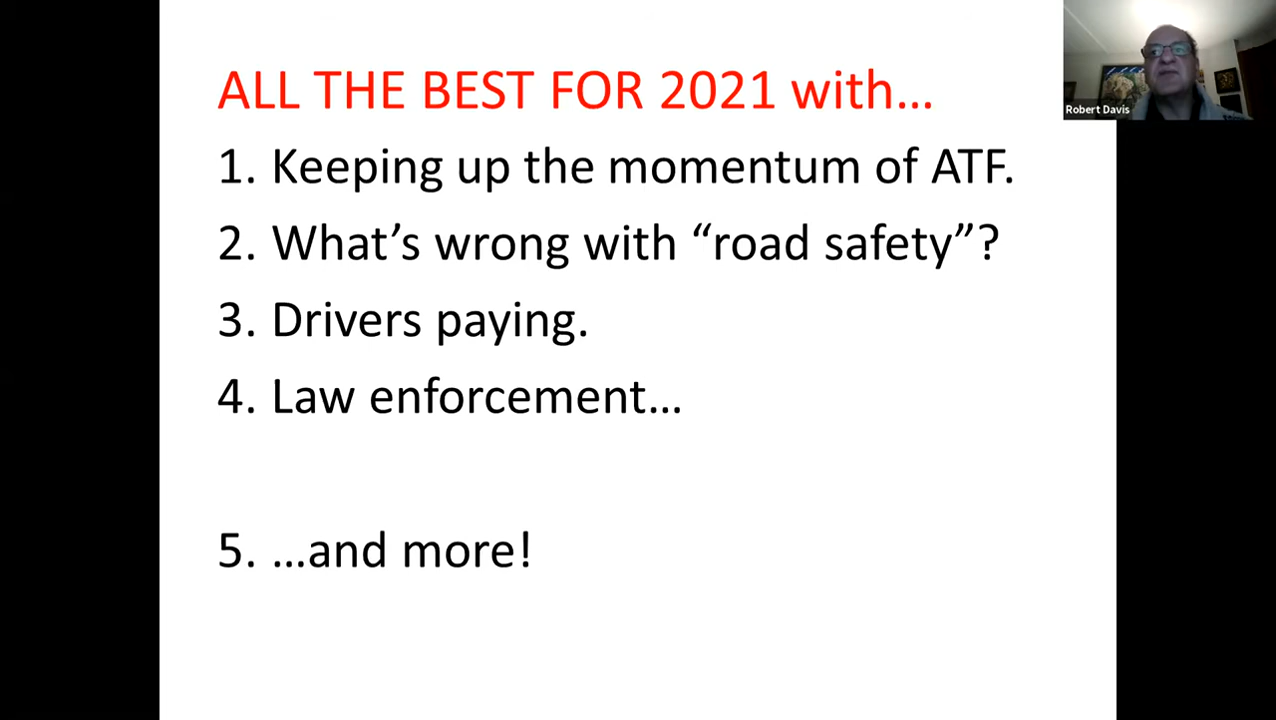 ALL THE BEST FOR 2021 with…
1. Keeping up the momentum of ATF.
2. What’s wrong with “road safety”?
3. Drivers paying.
4. Law enforcement…
5. …and more!
Robert Davis